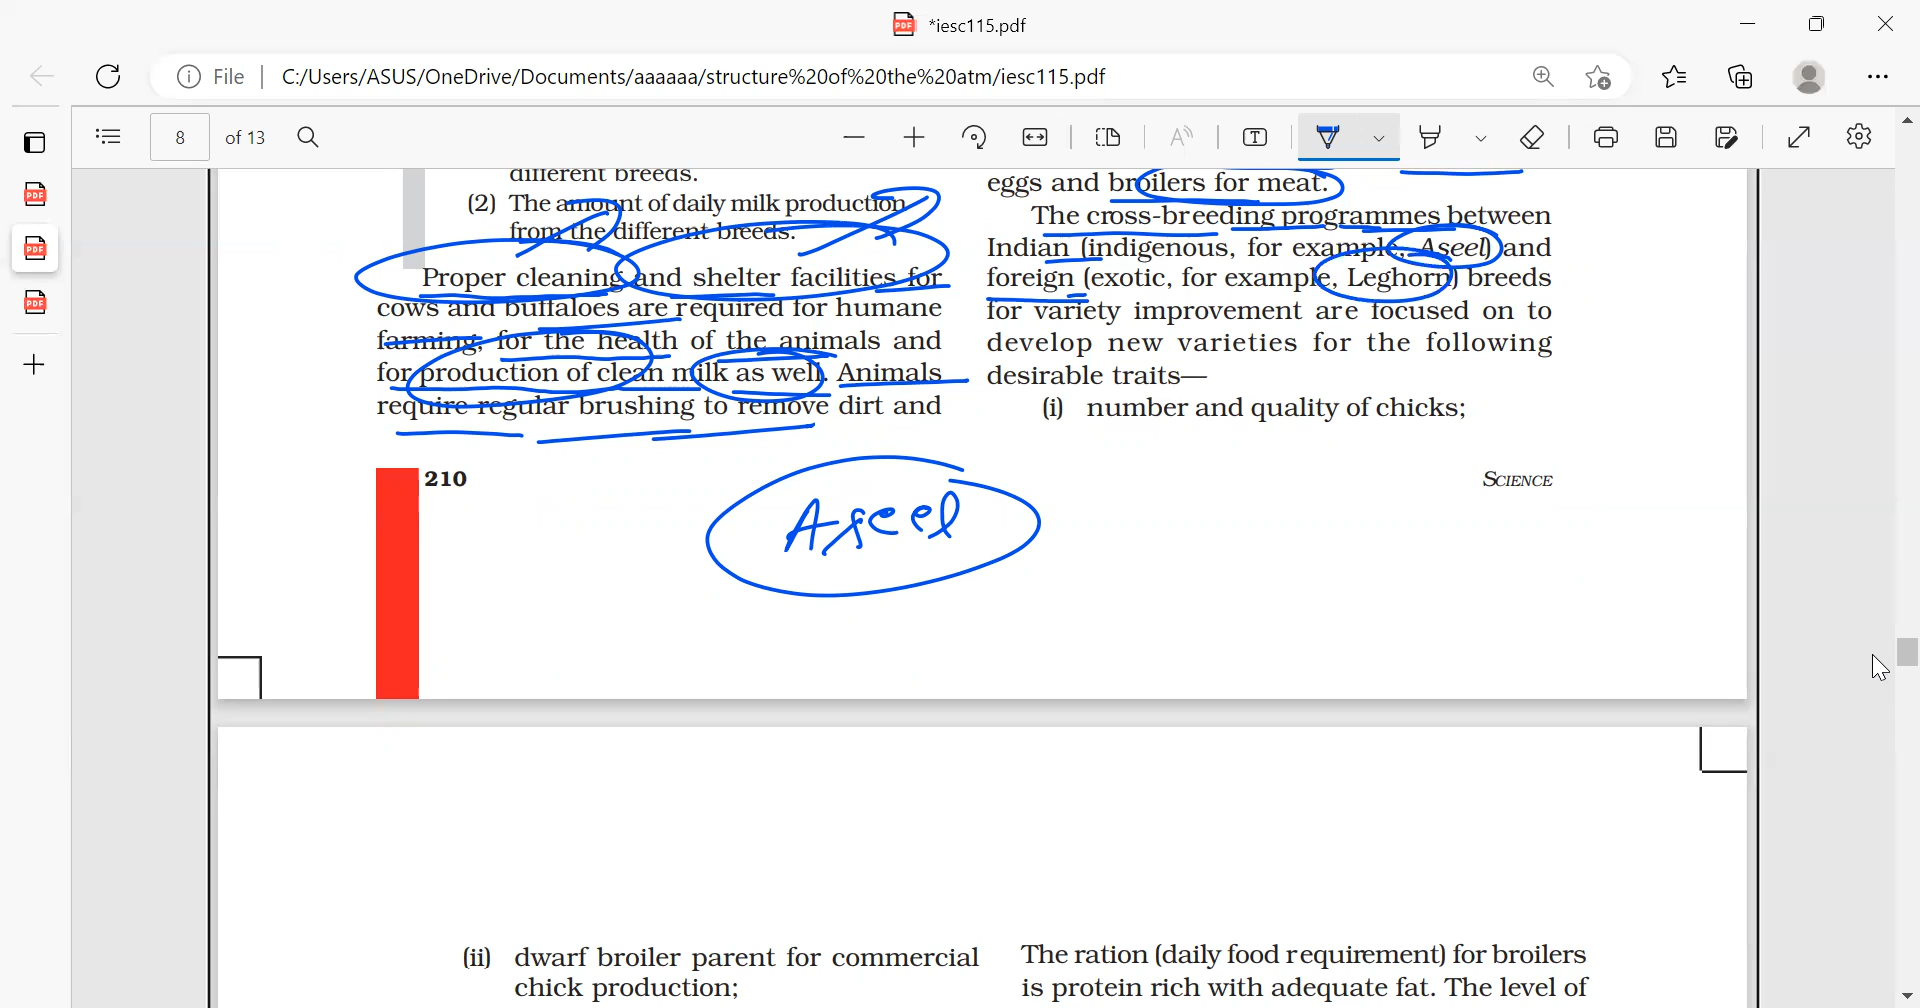 *iesc115.pdf
File
C:/Users/ASUS/OneDrive/Documents/aaaaaa/structure%20of%20the%20atm/iesc115.pdf
8 of 13
different breeds.
(2) The amount of daily milk production
from the different breeds.
Proper cleaning and shelter facilities for
cows and buffaloes are required for humane
farming, for the health of the animals and
for production of clean milk as well. Animals
require regular brushing to remove dirt and
eggs and broilers for meat.
The cross-breeding programmes between
Indian (indigenous, for example, Aseel) and
foreign (exotic, for example, Leghorn) breeds
for variety improvement are focused on to
develop new varieties for the following
desirable traits—
(i) number and quality of chicks;
210
SCIENCE
Aseel
(ii) dwarf broiler parent for commercial
chick production;
The ration (daily food requirement) for broilers
is protein rich with adequate fat. The level of